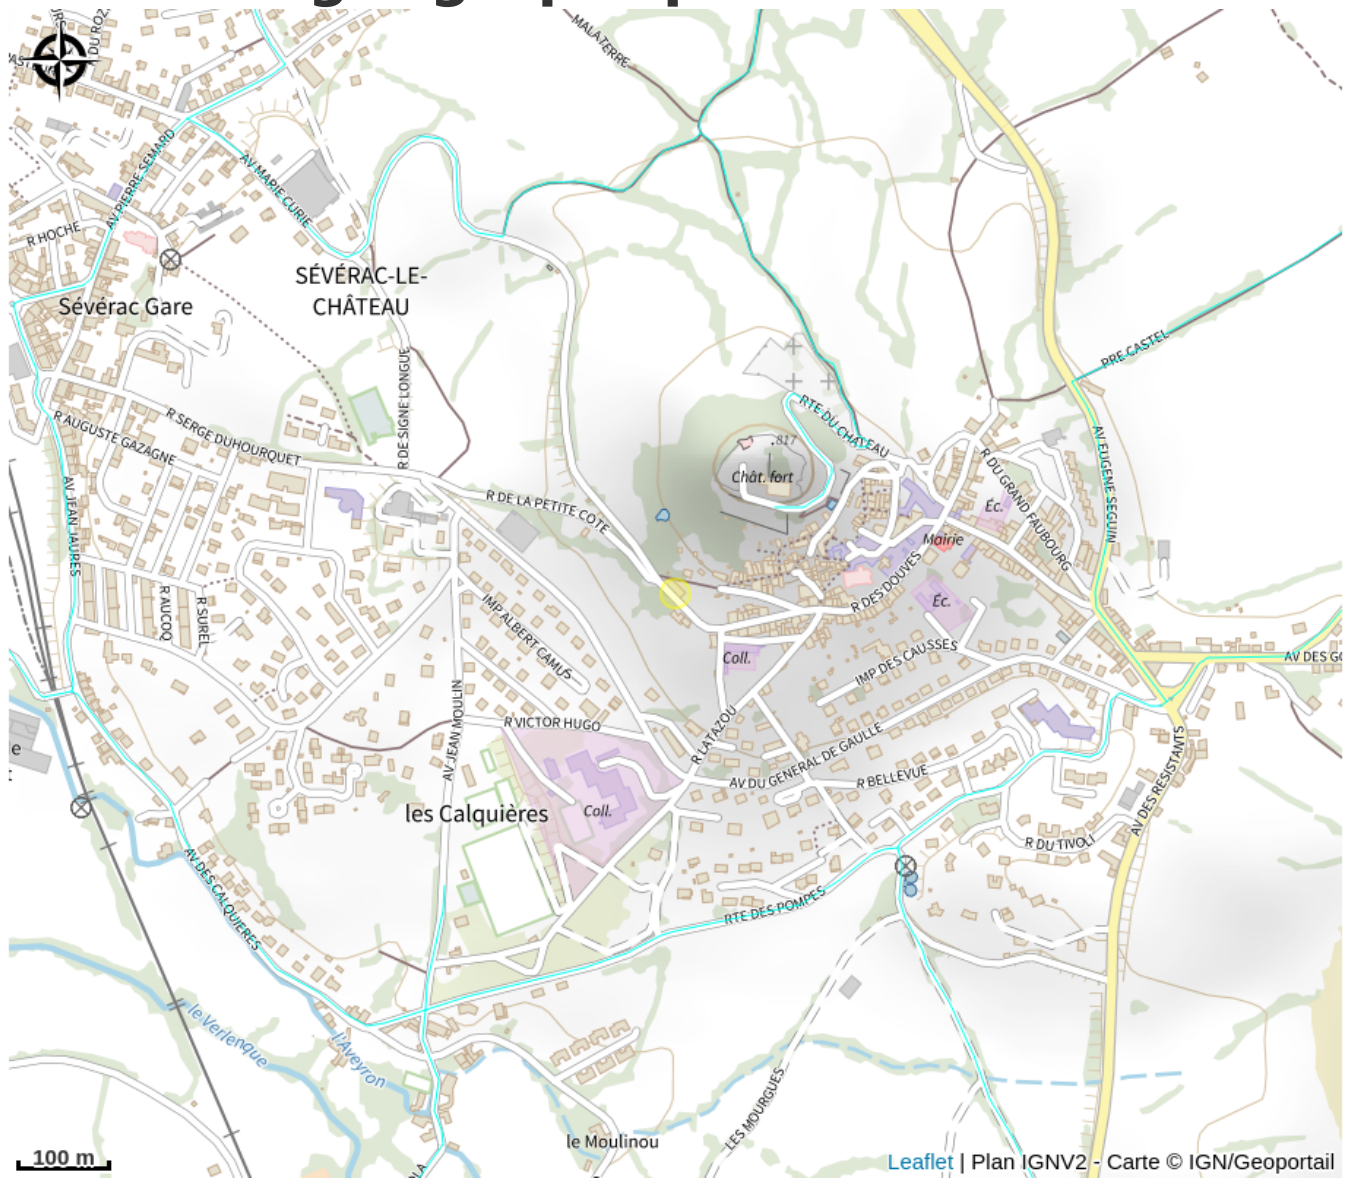 MALATERRE
DU ROZ
AV PIERRE SEMARD
AV MARIE CURIE
R HOCHE
SÉVÉRAC-LE-
CHÂTEAU
Sévérac Gare
PRE CASTEL
R DE SIGNE LONGUE
RTE DU CHATEAU
.817
Chât. fort
R SERGE DUHOURQUET
R AUGUSTE GAZAGNE
R DE LA PETITE COTE
R DU GRAND FAUBOURG
AV EUGENE SEGUIN
Éc.
Mairie
AV JEAN JAURES
R AUCOQ
R SUREL
IMP ALBERT CAMUS
R DES DOUVES
Éc.
Coll.
IMP DES CAUSSES
AV DES GO
R VICTOR HUGO
R LATAZOU
AV JEAN MOULIN
AV DU GENERAL DE GAULLE
R BELLEVUE
AV DES RESISTANTS
les Calquières
Coll.
R DU TIVOLI
AV DES CALQUIERES
RTE DES POMPES
le Verlenque
l'Aveyron
LES MOURGUES
le Moulinou
100 m
Leaflet | Plan IGNV2 - Carte © IGN/Geoportail